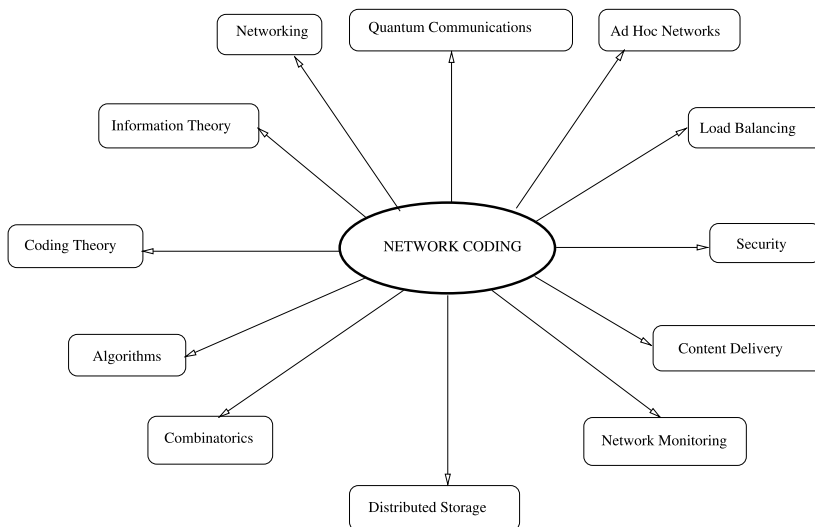 Quantum Communications
Networking
Ad Hoc Networks
Information Theory
Load Balancing
Coding Theory
NETWORK CODING
Security
Algorithms
Content Delivery
Combinatorics
Network Monitoring
Distributed Storage